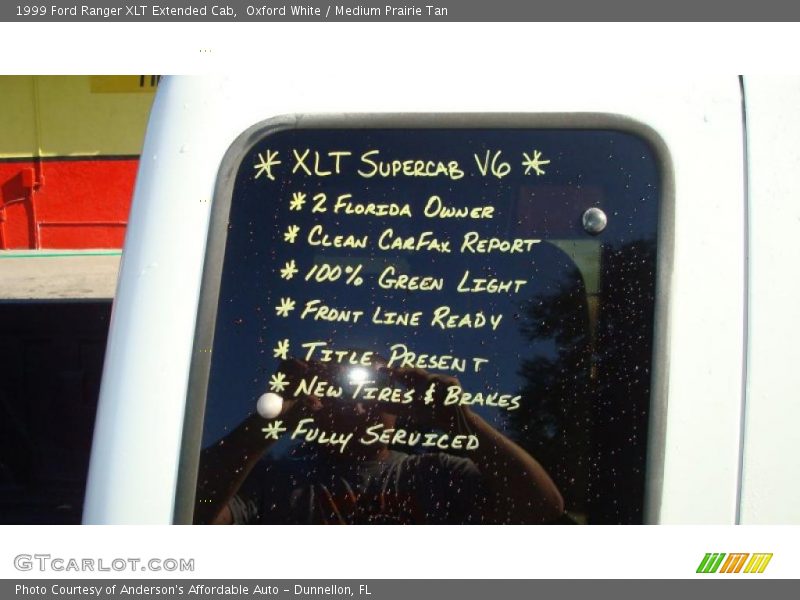 1999 Ford Ranger XLT Extended Cab,  Oxford White / Medium Prairie Tan
* XLT SUPERCAB V6 *
* 2 FLORIDA OWNER
* CLEAN CARFAX REPORT
* 100% GREEN LIGHT
* FRONT LINE READY
* TITLE PRESENT
* NEW TIRES & BRAKES
* FULLY SERVICED
GTCARLOT.COM
Photo Courtesy of Anderson's Affordable Auto - Dunnellon, FL